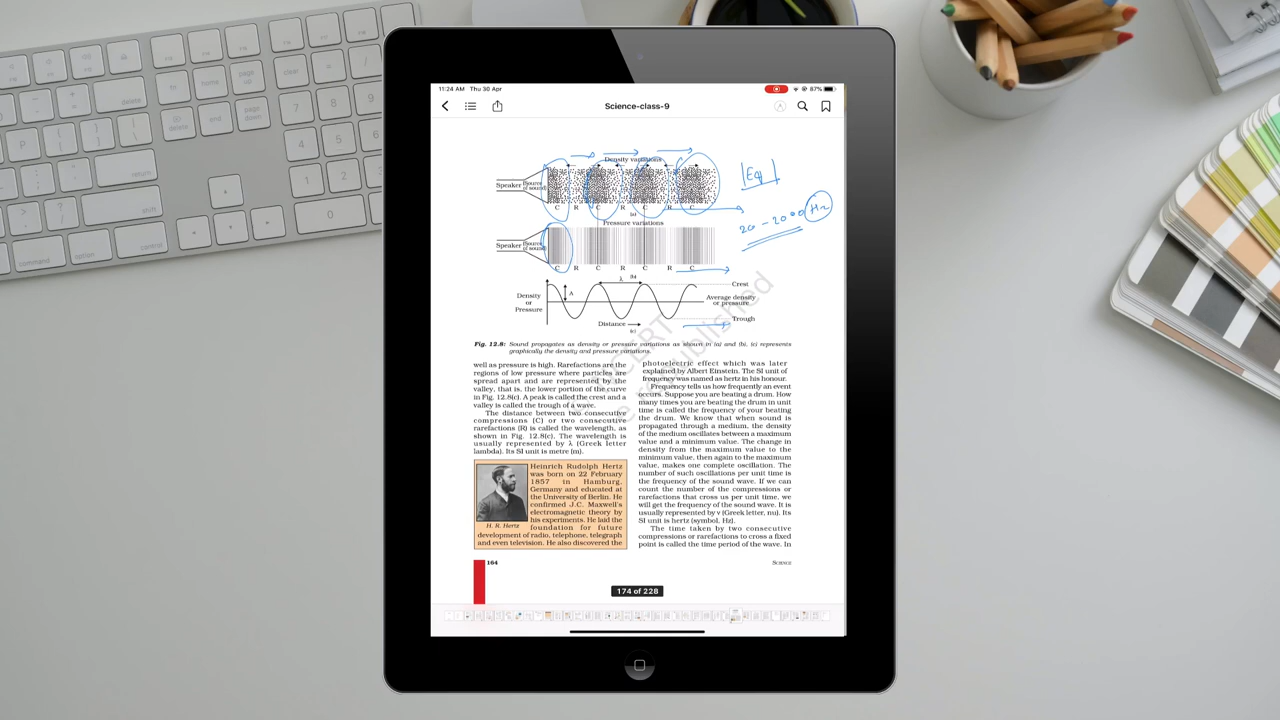 11:24 AM Thu 30 Apr
87%
Science-class-9
Density variations
Speaker
(Source of sound)
R C R C R C
(a)
|Eq|
20 - 2000 Hz
Pressure variations
Speaker
(Source of sound)
C R C R C R C
(b)
λ
Crest
A
Density
or
Pressure
Average density
or pressure
Trough
Distance
(c)
Fig. 12.8: Sound propagates as density or pressure variations as shown in (a) and (b), (c) represents
graphically the density and pressure variations.
well as pressure is high. Rarefactions are the
regions of low pressure where particles are
spread apart and are represented by the
valley, that is, the lower portion of the curve
in Fig. 12.8(c). A peak is called the crest and a
valley is called the trough of a wave.
The distance between two consecutive
compressions (C) or two consecutive
rarefactions (R) is called the wavelength, as
shown in Fig. 12.8(c). The wavelength is
usually represented by λ (Greek letter
lambda). Its SI unit is metre (m).
Heinrich Rudolph Hertz
was born on 22 February
1857 in Hamburg,
Germany and educated at
the University of Berlin. He
confirmed J.C. Maxwell's
electromagnetic theory by
his experiments. He laid the
foundation for future
development of radio, telephone, telegraph
and even television. He also discovered the
H. R. Hertz
photoelectric effect which was later
explained by Albert Einstein. The SI unit of
frequency was named as hertz in his honour.
Frequency tells us how frequently an event
occurs. Suppose you are beating a drum. How
many times you are beating the drum in unit
time is called the frequency of your beating
the drum. We know that when sound is
propagated through a medium, the density
of the medium oscillates between a maximum
value and a minimum value. The change in
density from the maximum value to the
minimum value, then again to the maximum
value, makes one complete oscillation. The
number of such oscillations per unit time is
the frequency of the sound wave. If we can
count the number of the compressions or
rarefactions that cross us per unit time, we
will get the frequency of the sound wave. It is
usually represented by ν (Greek letter, nu). Its
SI unit is hertz (symbol, Hz).
The time taken by two consecutive
compressions or rarefactions to cross a fixed
point is called the time period of the wave. In
164
SCIENCE
174 of 228